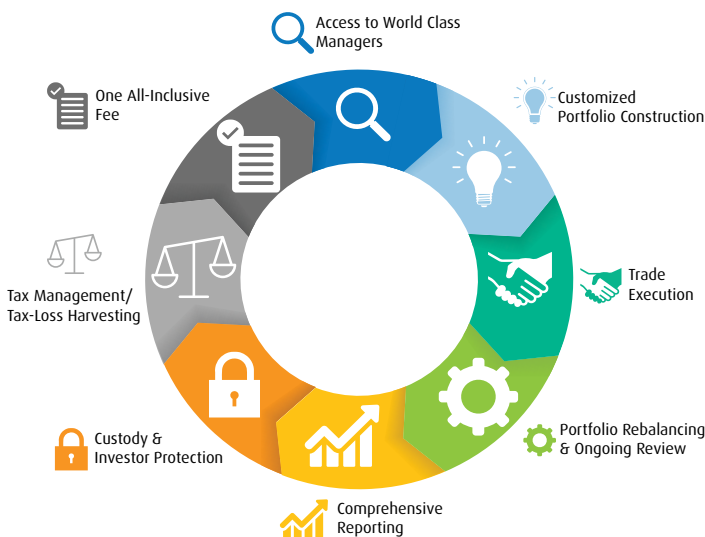 Access to World Class
Managers
Customized
Portfolio Construction
Trade
Execution
Portfolio Rebalancing
& Ongoing Review
Comprehensive
Reporting
Custody &
Investor Protection
Tax Management/
Tax-Loss Harvesting
One All-Inclusive
Fee